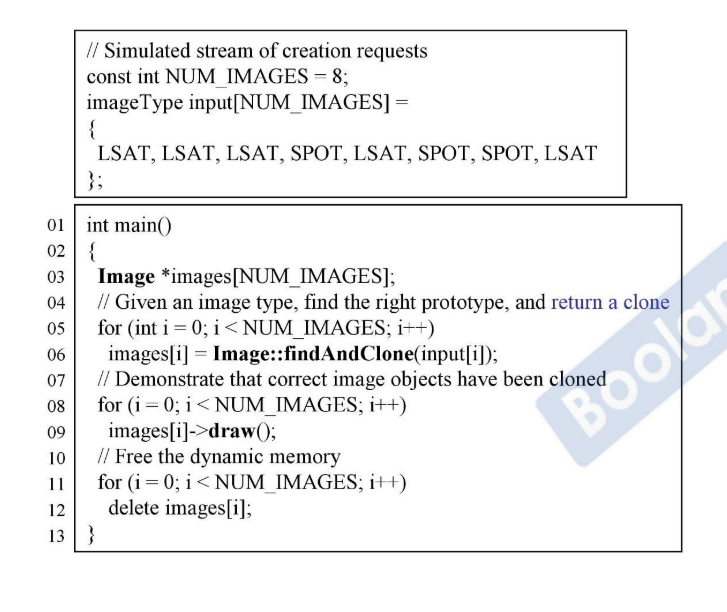 // Simulated stream of creation requests
const int NUM_IMAGES = 8;
imageType input[NUM_IMAGES] =
{
LSAT, LSAT, LSAT, SPOT, LSAT, SPOT, SPOT, LSAT
};
01 int main()
02 {
03 Image *images[NUM_IMAGES];
04 // Given an image type, find the right prototype, and return a clone
05 for (int i = 0; i < NUM_IMAGES; i++)
06 images[i] = Image::findAndClone(input[i]);
07 // Demonstrate that correct image objects have been cloned
08 for (i = 0; i < NUM_IMAGES; i++)
09 images[i]->draw();
10 // Free the dynamic memory
11 for (i = 0; i < NUM_IMAGES; i++)
12 delete images[i];
13 }